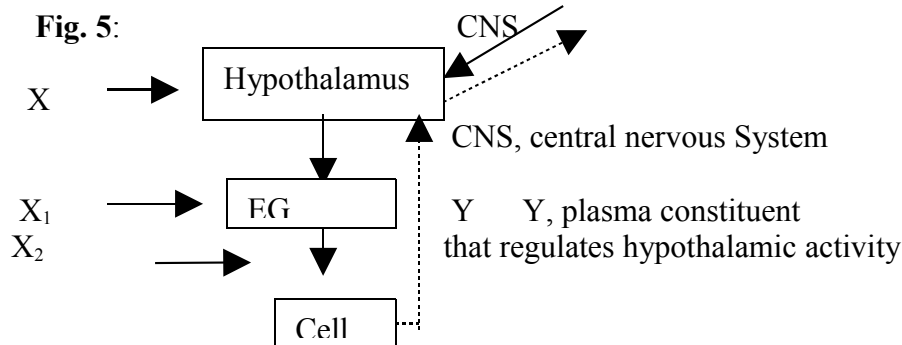 Fig. 5:
CNS
Hypothalamus
X
CNS, central nervous System
X₁
EG
Y Y, plasma constituent
X₂
that regulates hypothalamic activity
Cell